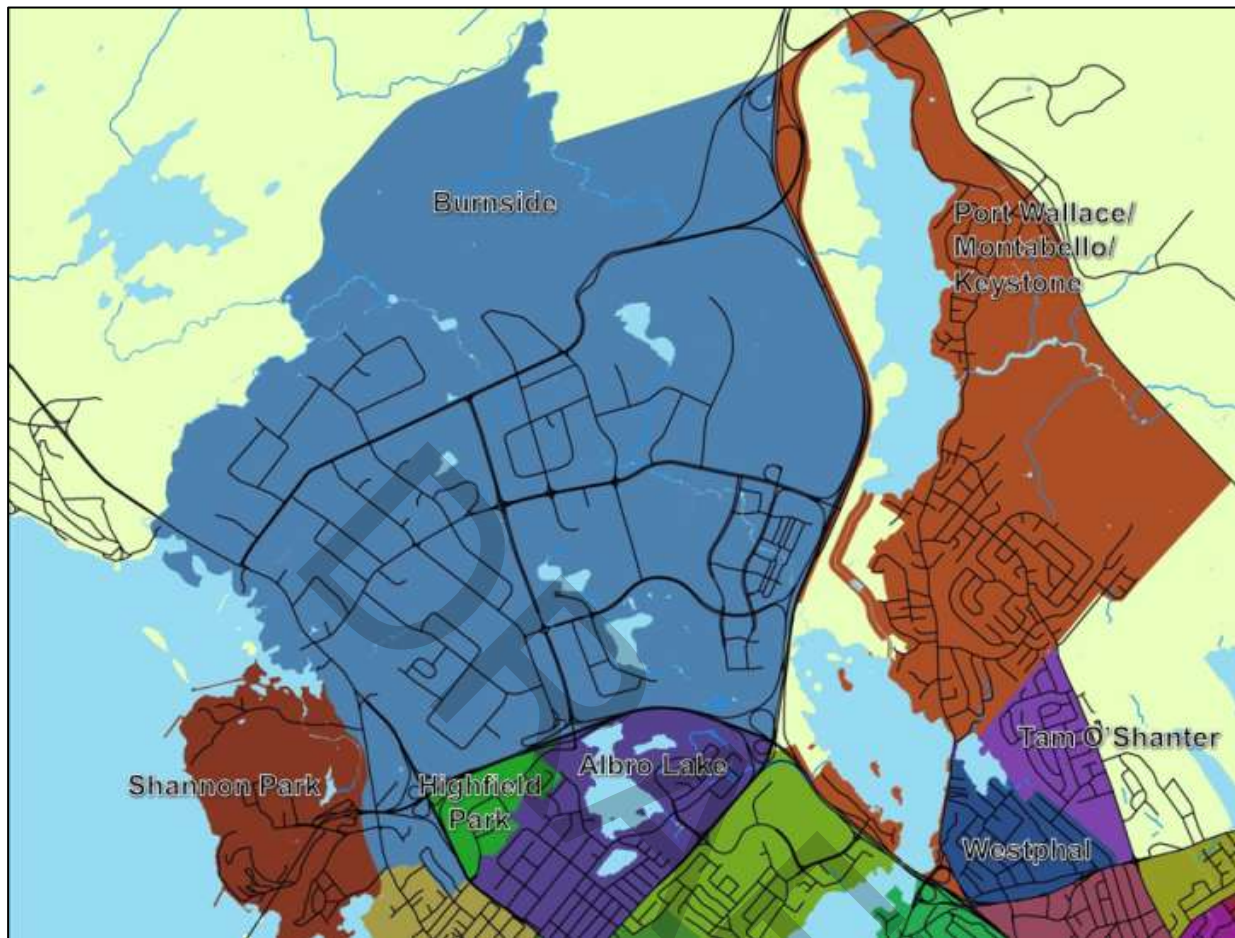 Burnside
Port Wallace/
Montabello/
Keystone
Shannon Park
Highfield
Park
Albro Lake
Tam O'Shanter
Westphal